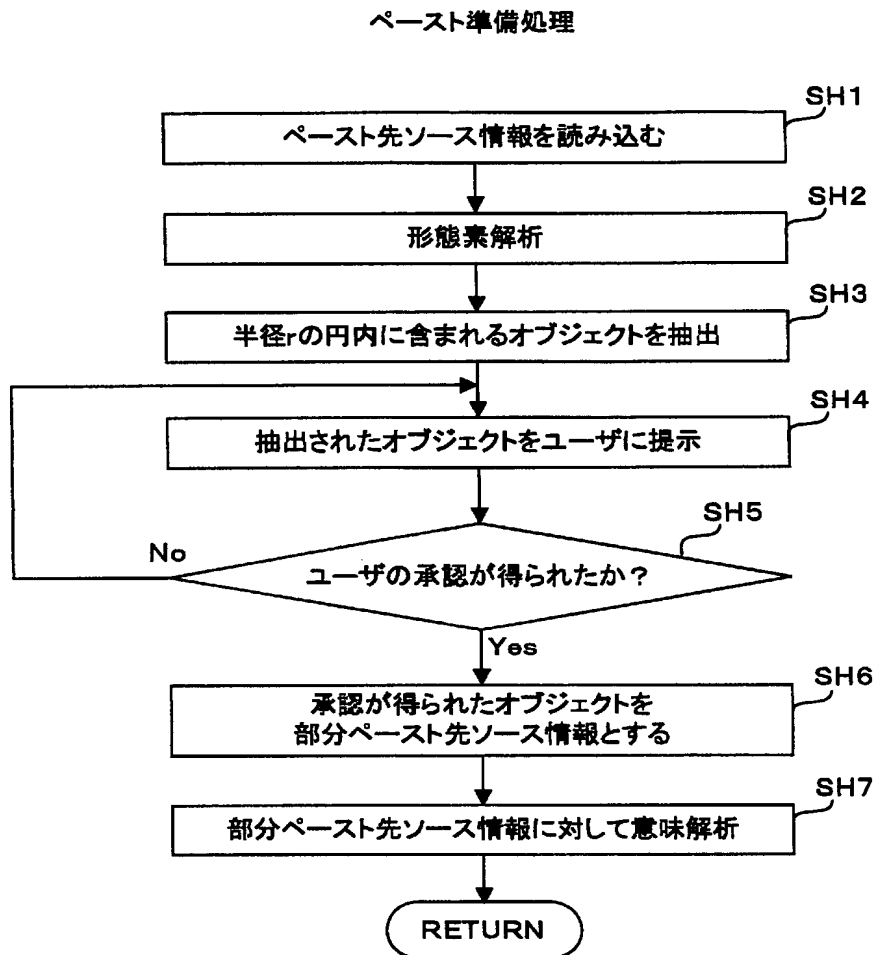 ペースト準備処理
SH1
ペースト先ソース情報を読み込む
SH2
形態素解析
SH3
半径rの円内に含まれるオブジェクトを抽出
SH4
抽出されたオブジェクトをユーザに提示
SH5
No
ユーザの承認が得られたか?
Yes
SH6
承認が得られたオブジェクトを
部分ペースト先ソース情報とする
SH7
部分ペースト先ソース情報に対して意味解析
RETURN